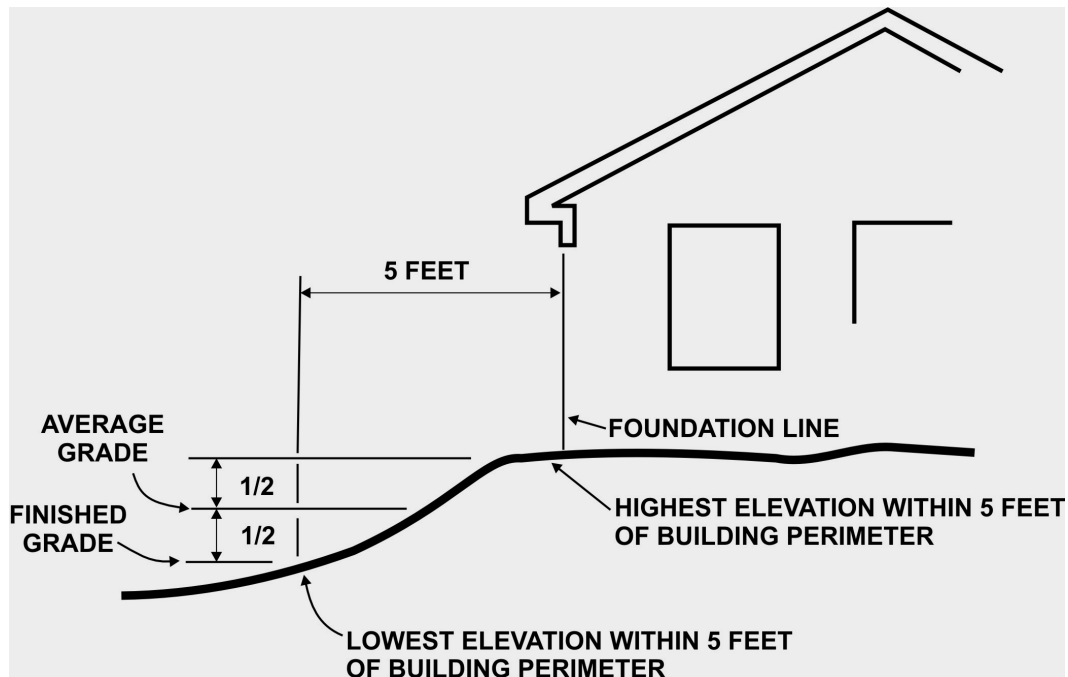 5 FEET
AVERAGE
GRADE
FOUNDATION LINE
1/2
HIGHEST ELEVATION WITHIN 5 FEET
OF BUILDING PERIMETER
FINISHED
GRADE
1/2
LOWEST ELEVATION WITHIN 5 FEET
OF BUILDING PERIMETER